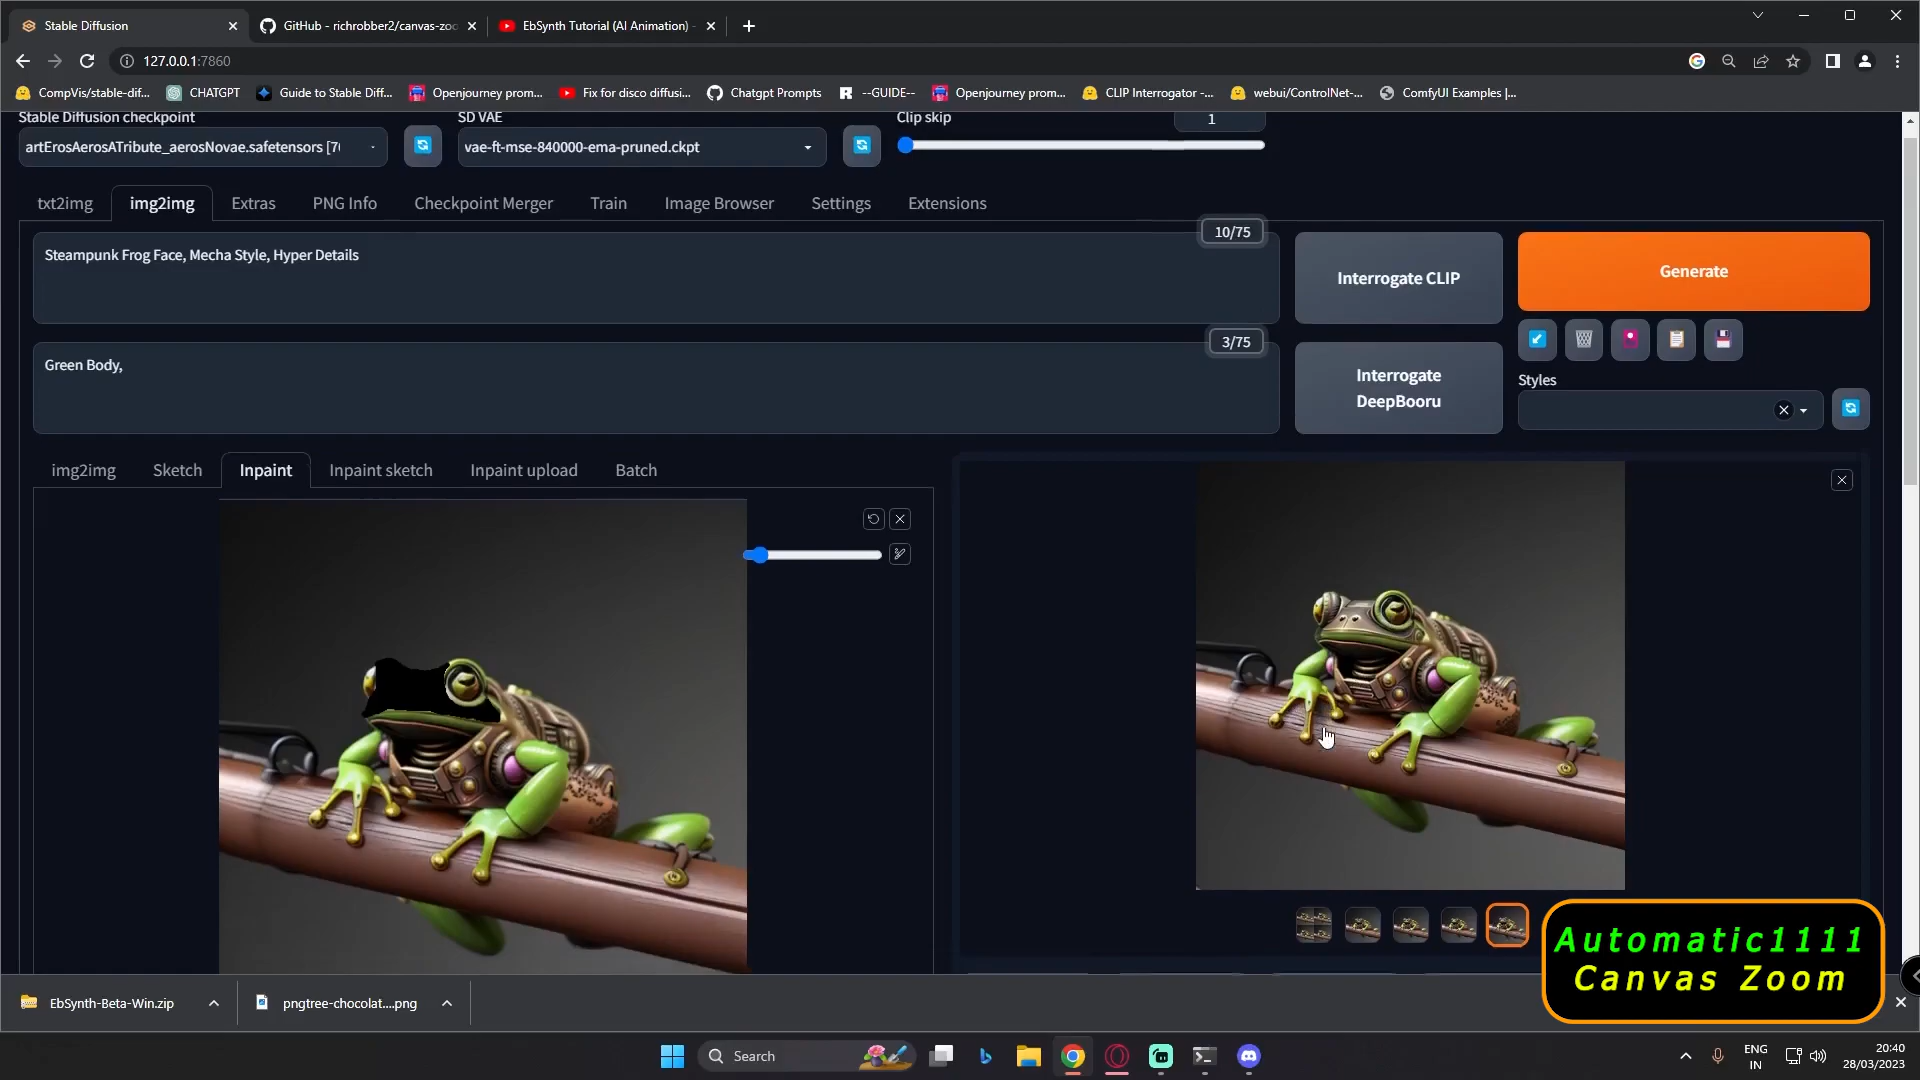 Stable Diffusion
GitHub - richrobber2/canvas-zoo
EbSynth Tutorial (AI Animation) -
127.0.0.1:7860
CompVis/stable-dif...
CHATGPT
Guide to Stable Diff...
Openjourney prom...
Fix for disco diffusi...
Chatgpt Prompts
R
--GUIDE--
Openjourney prom...
CLIP Interrogator -...
webui/ControlNet-...
ComfyUI Examples |...
Stable Diffusion checkpoint
SD VAE
Clip skip
1
artErosAerosATribute_aerosNovae.safetensors [7
vae-ft-mse-840000-ema-pruned.ckpt
txt2img
img2img
Extras
PNG Info
Checkpoint Merger
Train
Image Browser
Settings
Extensions
10/75
Steampunk Frog Face, Mecha Style, Hyper Details
Interrogate CLIP
Generate
3/75
Green Body,
Interrogate
DeepBooru
Styles
img2img
Sketch
Inpaint
Inpaint sketch
Inpaint upload
Batch
Automatic1111
Canvas Zoom
EbSynth-Beta-Win.zip
pngtree-chocolat....png
Search
ENG
IN
20:40
28/03/2023